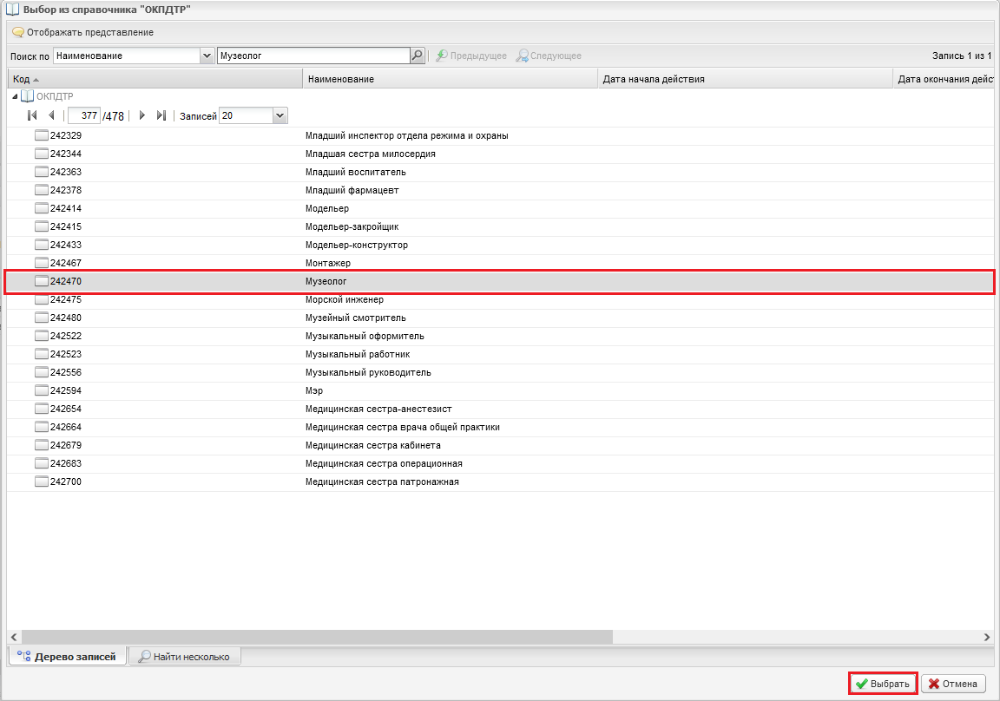 Выбор из справочника "ОКПДТР"
Отображать представление
Поиск по Наименование Музеолог Предыдущее Следующее Запись 1 из 1
Код Наименование Дата начала действия Дата окончания дейст
ОКПДТР
377 /478 Записей 20
242329 Младший инспектор отдела режима и охраны
242344 Младшая сестра милосердия
242363 Младший воспитатель
242378 Младший фармацевт
242414 Модельер
242415 Модельер-закройщик
242433 Модельер-конструктор
242467 Монтажер
242470 Музеолог
242475 Морской инженер
242480 Музейный смотритель
242522 Музыкальный оформитель
242523 Музыкальный работник
242556 Музыкальный руководитель
242594 Мэр
242654 Медицинская сестра-анестезист
242664 Медицинская сестра врача общей практики
242679 Медицинская сестра кабинета
242683 Медицинская сестра операционная
242700 Медицинская сестра патронажная
Дерево записей Найти несколько
Выбрать Отмена